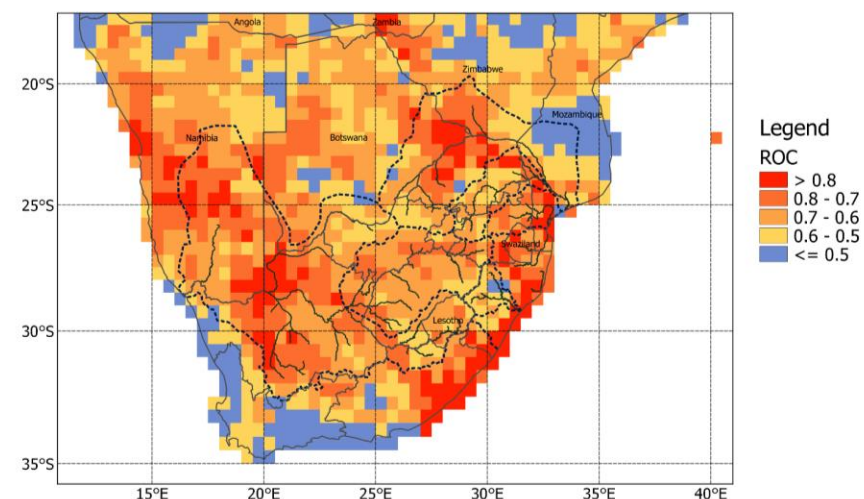 Angola
Zambia
Zimbabwe
20°S
Mozambique
Namibia
Botswana
25°S
Swaziland
Lesotho
30°S
35°S
15°E
20°E
25°E
30°E
35°E
40°E
Legend
ROC
> 0.8
0.8 - 0.7
0.7 - 0.6
0.6 - 0.5
<= 0.5